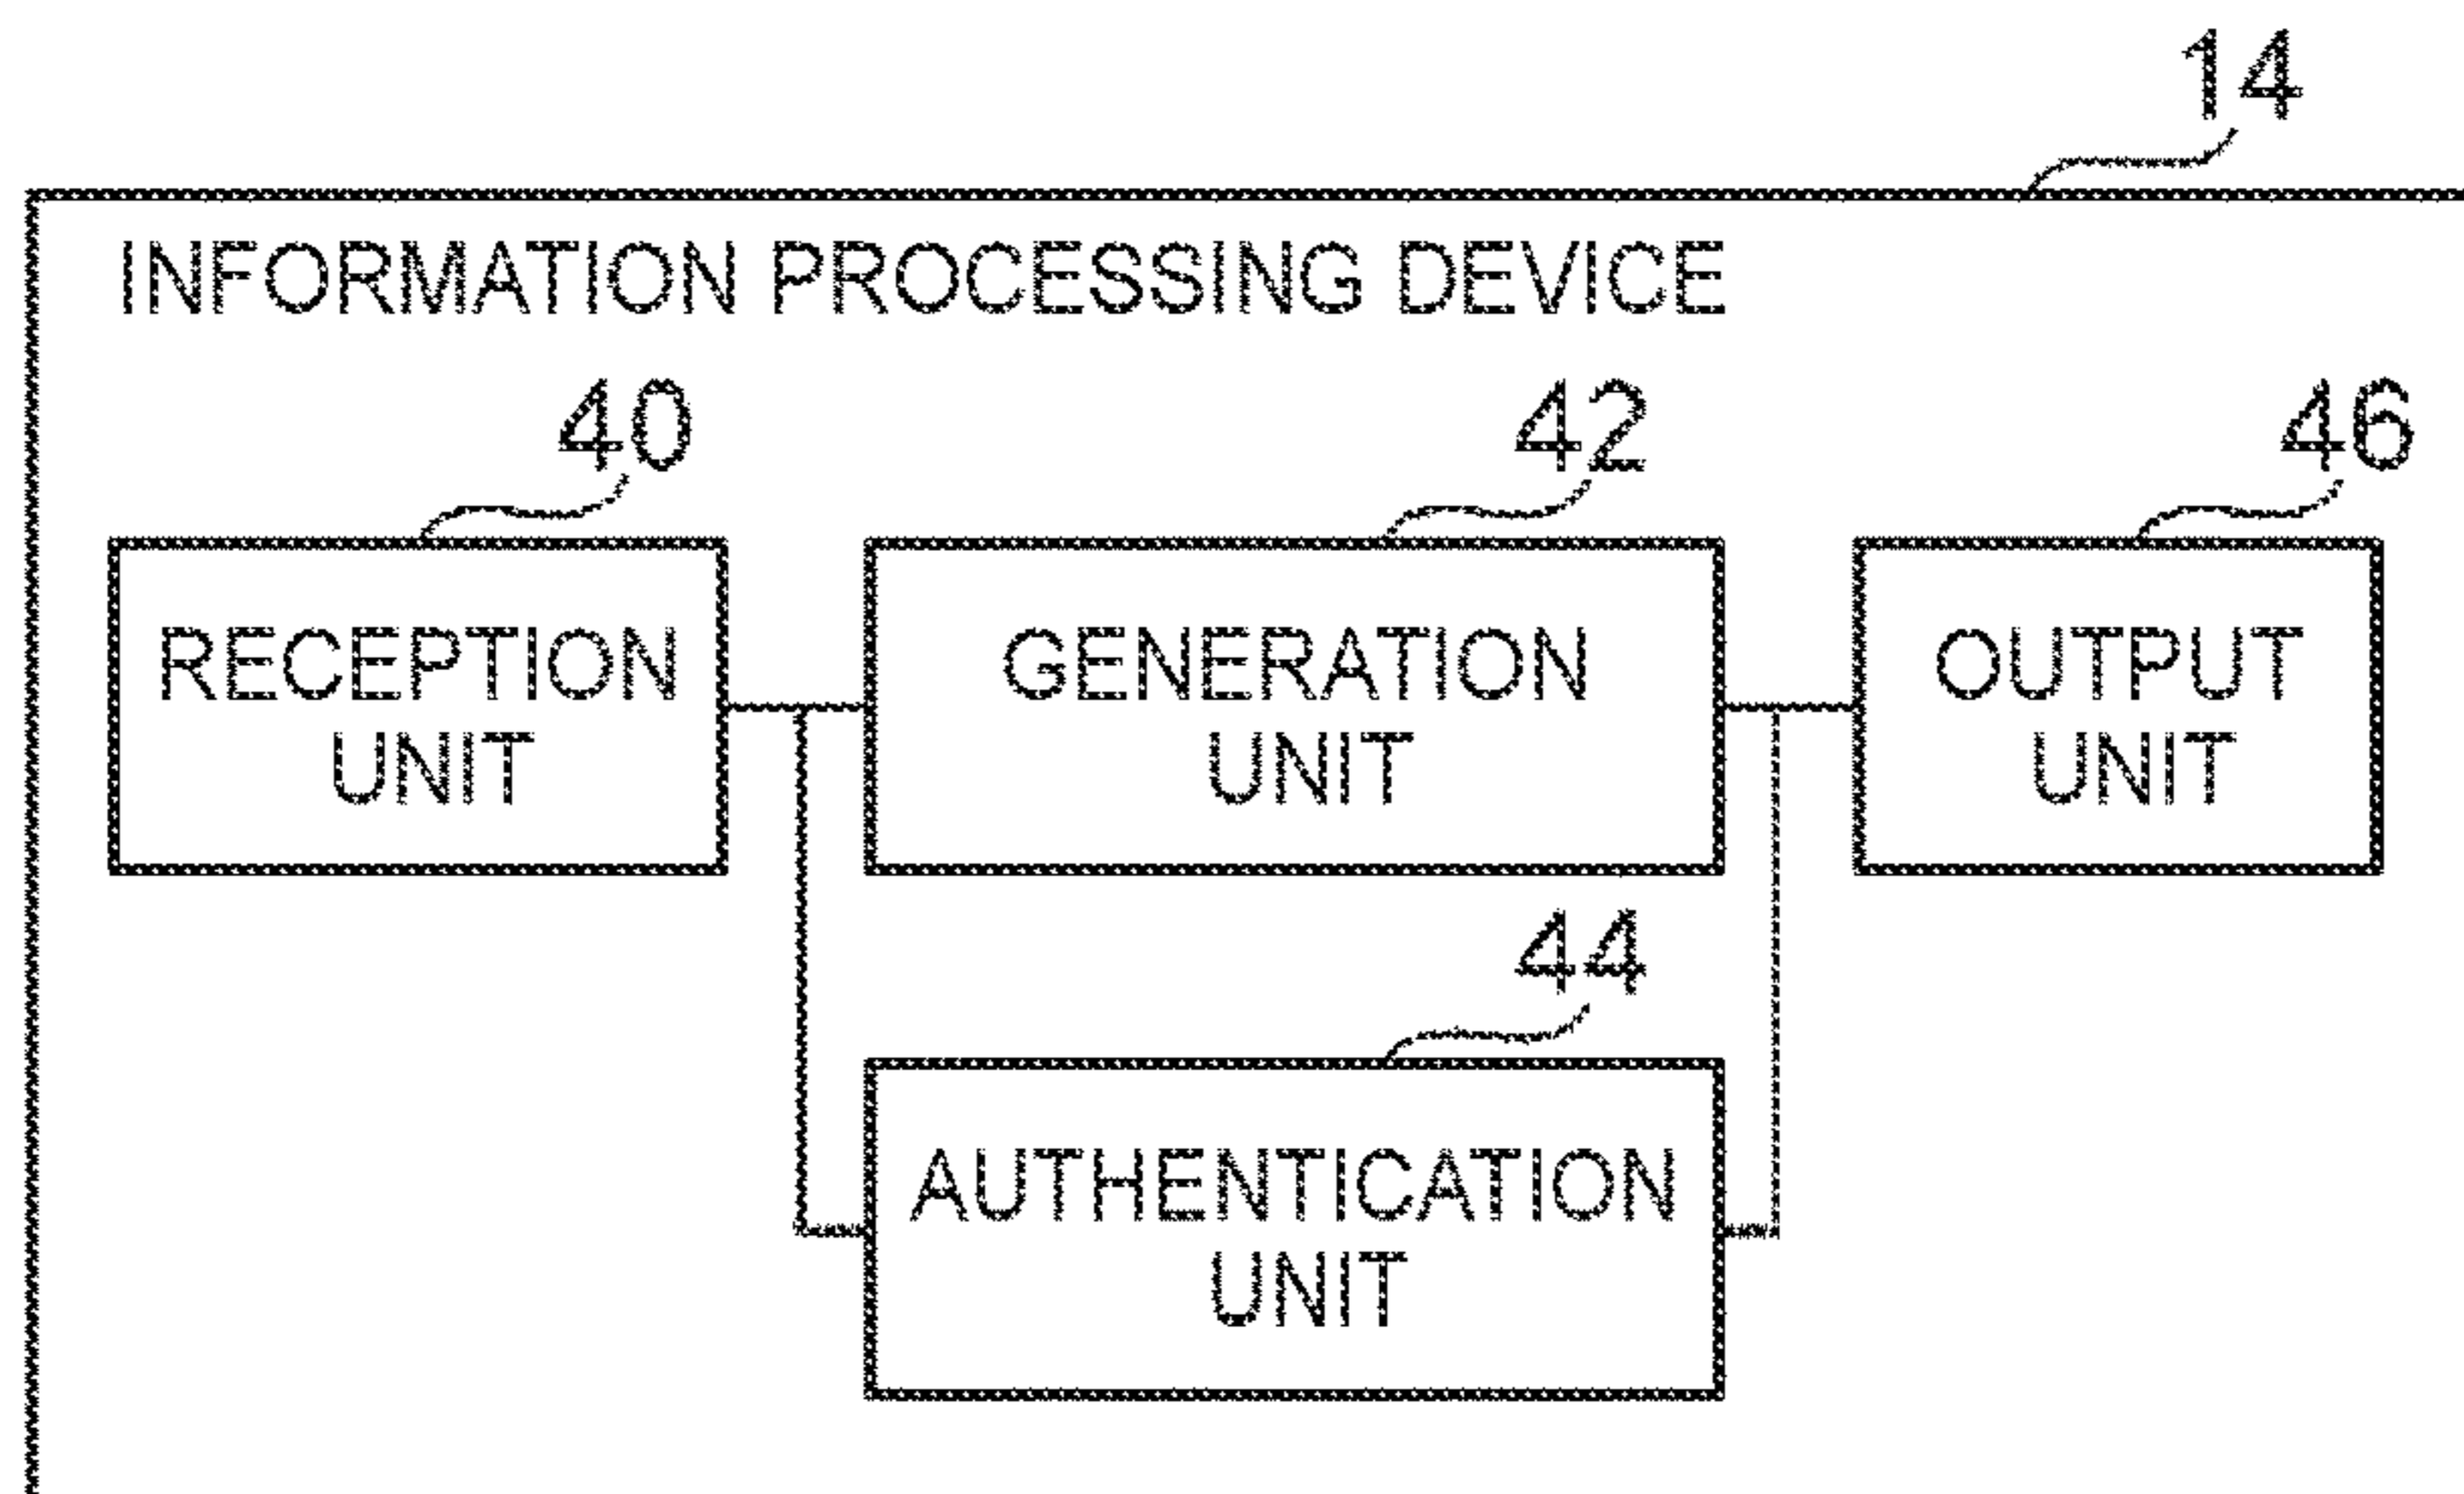 14
INFORMATION PROCESSING DEVICE
40
42
46
RECEPTION
UNIT
GENERATION
UNIT
OUTPUT
UNIT
44
AUTHENTICATION
UNIT